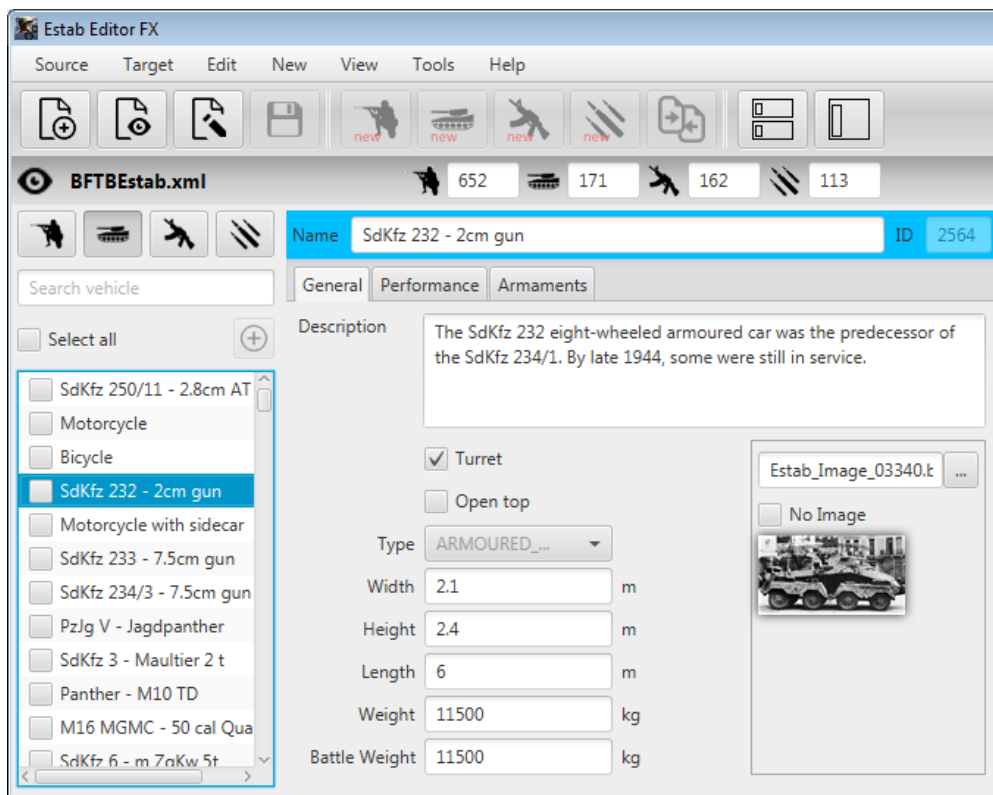 Estab Editor FX
Source Target Edit New View Tools Help
new new new new
BFTBEstab.xml 652 171 162 113
Name SdKfz 232 - 2cm gun ID 2564
Search vehicle
General Performance Armaments
Select all
Description The SdKfz 232 eight-wheeled armoured car was the predecessor of
the SdKfz 234/1. By late 1944, some were still in service.
SdKfz 250/11 - 2.8cm AT
Motorcycle
Bicycle
SdKfz 232 - 2cm gun
Motorcycle with sidecar
SdKfz 233 - 7.5cm gun
SdKfz 234/3 - 7.5cm gun
PzJg V - Jagdpanther
SdKfz 3 - Maultier 2 t
Panther - M10 TD
M16 MGMC - 50 cal Qua
SdKfz 6 - m ZgKw 5t
Turret
Open top
Type ARMOURED_...
Width 2.1 m
Height 2.4 m
Length 6 m
Weight 11500 kg
Battle Weight 11500 kg
Estab_Image_03340.b ...
No Image